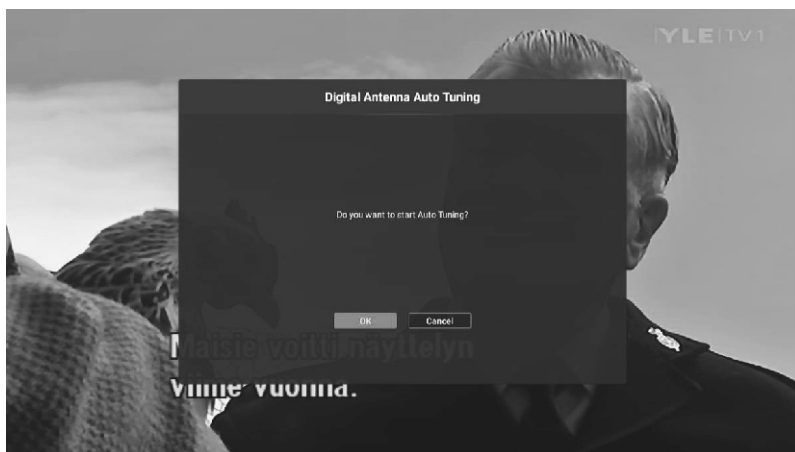 YLE TV1
Digital Antenna Auto Tuning
Do you want to start Auto Tuning?
OK
Cancel
Maisie voitti näyttelyn
viime vuonna.